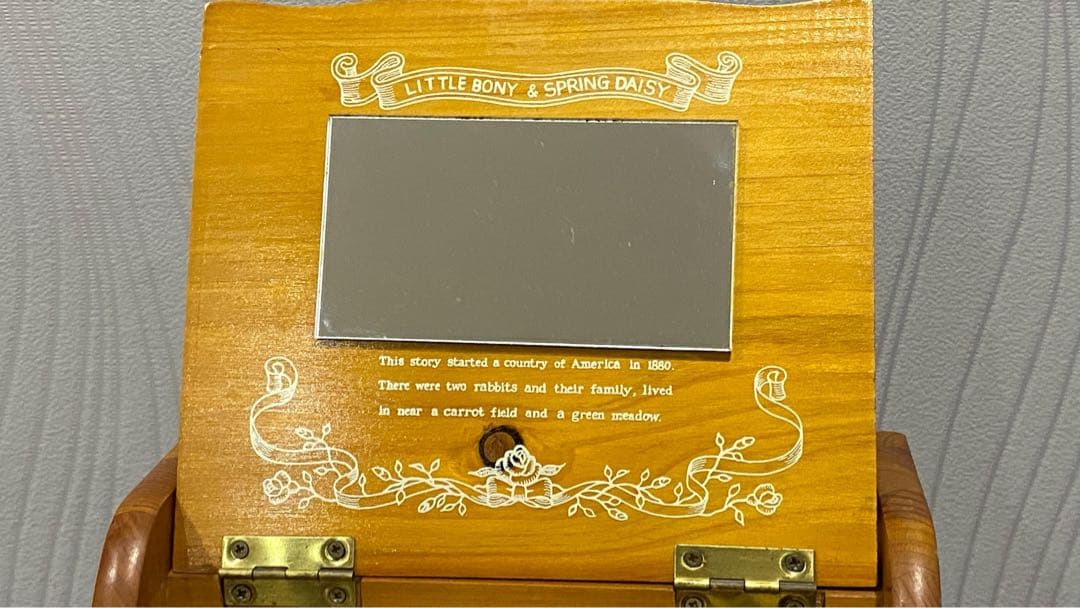 LITTLE BONY & SPRING DAISY
This story started a country of America in 1880.
There were two rabbits and their family, lived
in near a carrot field and a green meadow.